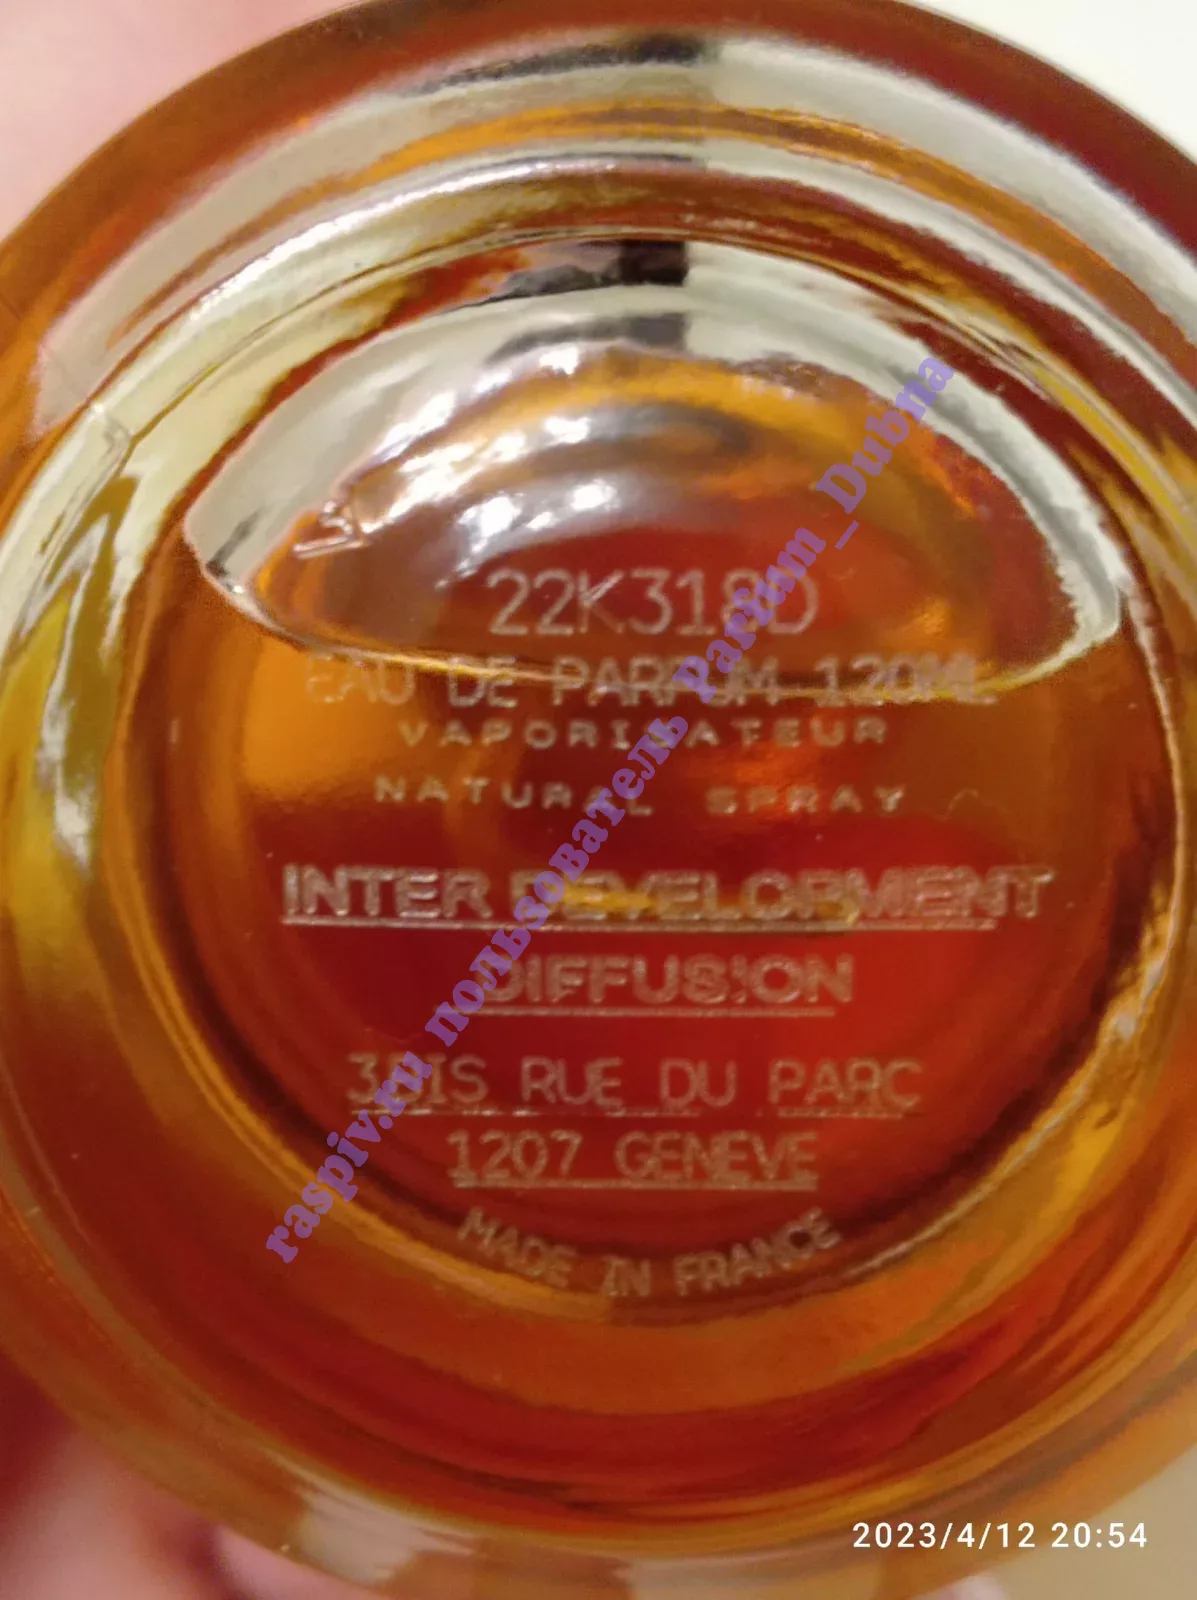 22K318D
EAU DE PARFUM 120ML
VAPORISATEUR
NATURAL SPRAY
INTER DEVELOPMENT
DIFFUSION
3BIS RUE DU PARC
1207 GENEVE
MADE IN FRANCE
raspiv.ru пользователь Parfum_Dubna
2023/4/12 20:54